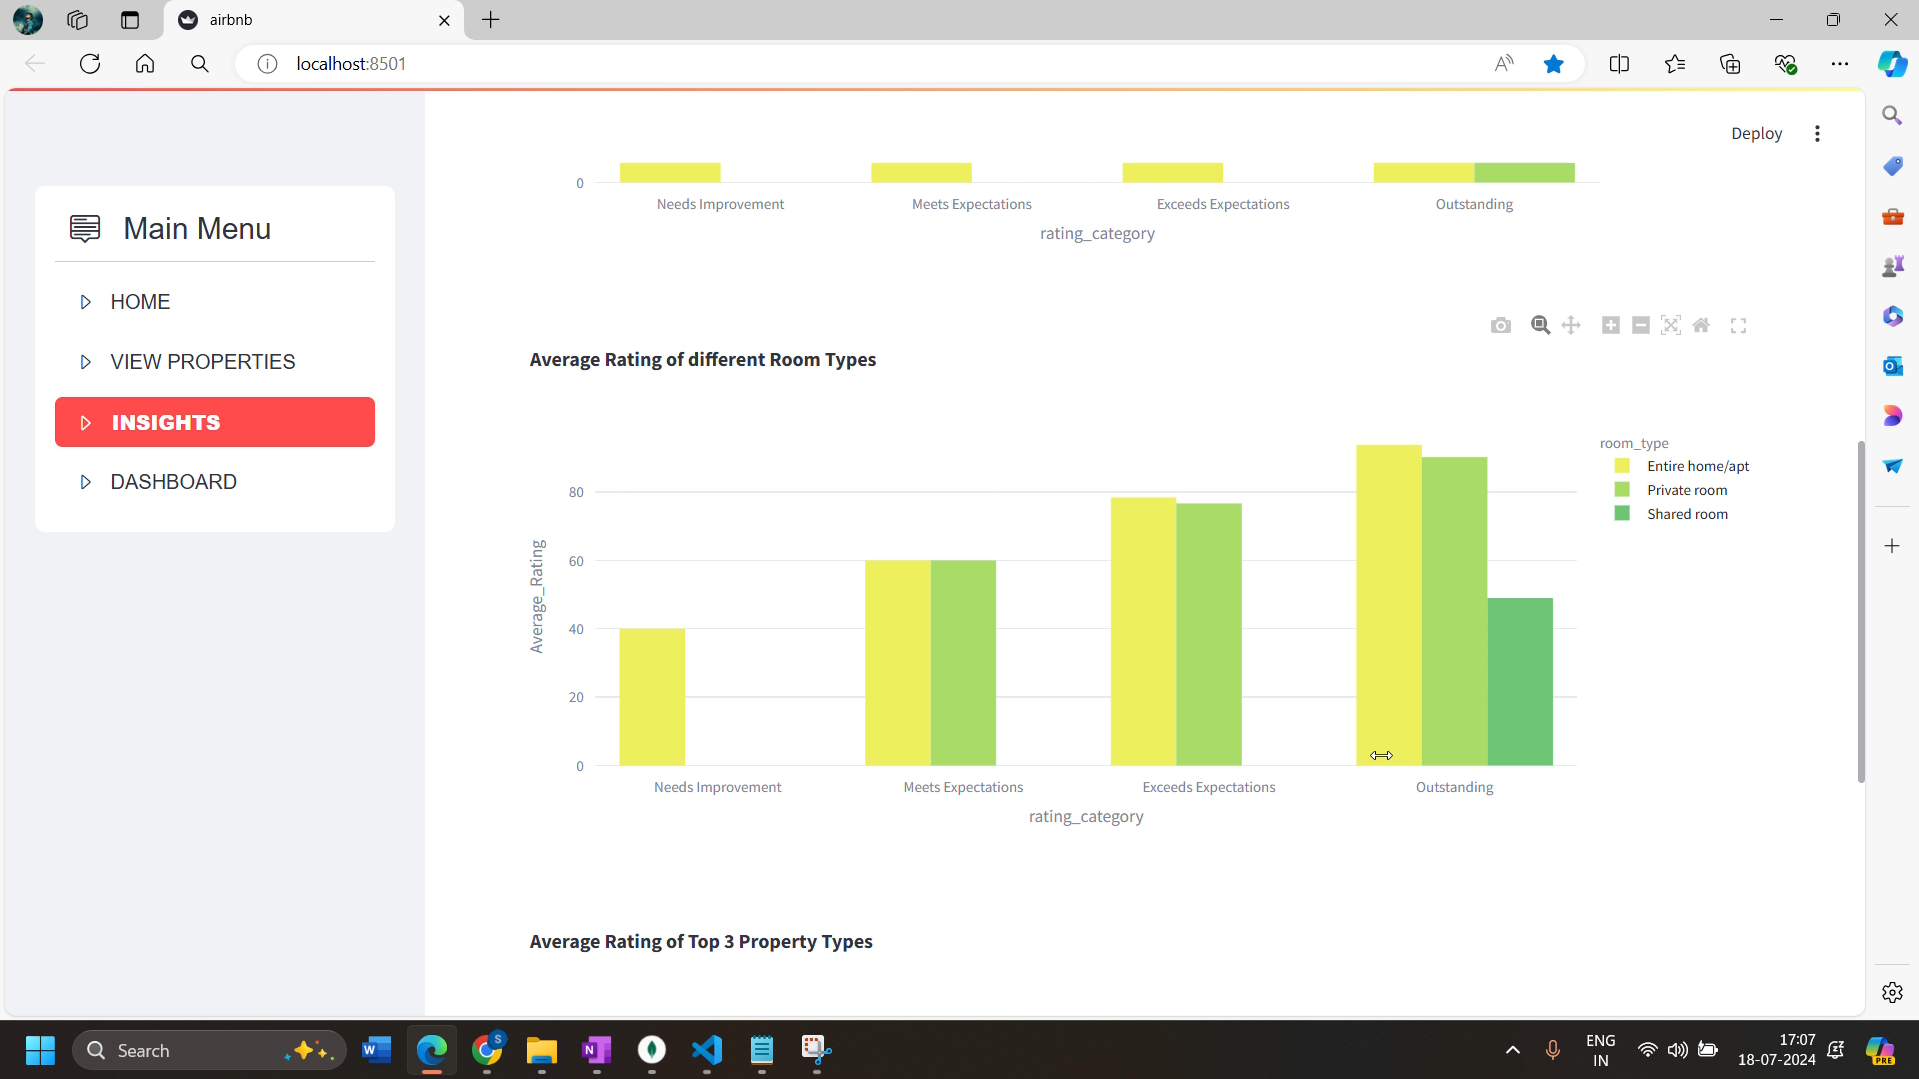 airbnb
localhost:8501
Deploy
Main Menu
HOME
VIEW PROPERTIES
INSIGHTS
DASHBOARD
0
Needs Improvement Meets Expectations Exceeds Expectations Outstanding
rating_category
Average Rating of different Room Types
room_type
Entire home/apt
Private room
Shared room
Average_Rating
80
60
40
20
0
Needs Improvement Meets Expectations Exceeds Expectations Outstanding
rating_category
Average Rating of Top 3 Property Types
Search
S
ENG
IN
17:07
18-07-2024
PRE